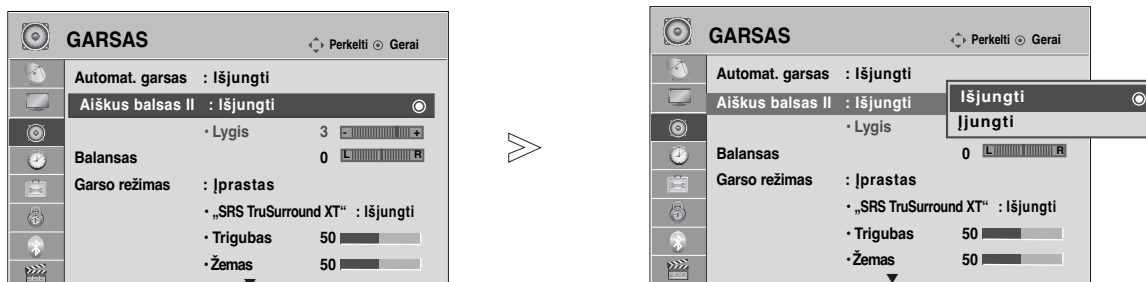 GARSAS Perkelti Gerai
Automat. garsas : Išjungti
Aiškus balsas II : Išjungti
• Lygis 3 - +
Balansas 0 L R
Garso režimas : Įprastas
• „SRS TruSurround XT“ : Išjungti
• Trigubas 50
• Žemas 50
GARSAS Perkelti Gerai
Automat. garsas : Išjungti
Aiškus balsas II : Išjungti
Išjungti
Įjungti
• Lygis
Balansas 0 L R
Garso režimas : Įprastas
• „SRS TruSurround XT“ : Išjungti
• Trigubas 50
• Žemas 50